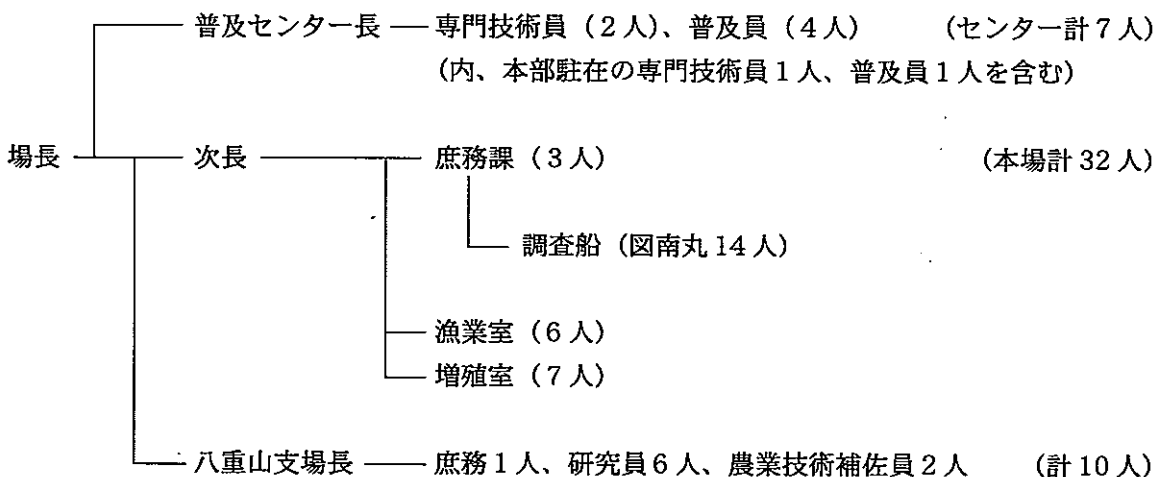 普及センター長 専門技術員（2人）、普及員（4人） (センター計7人)
(内、本部駐在の専門技術員1人、普及員1人を含む)
場長 次長 庶務課（3人） (本場計32人)
調査船（図南丸14人）
漁業室（6人）
増殖室（7人）
八重山支場長 庶務1人、研究員6人、農業技術補佐員2人 (計10人)